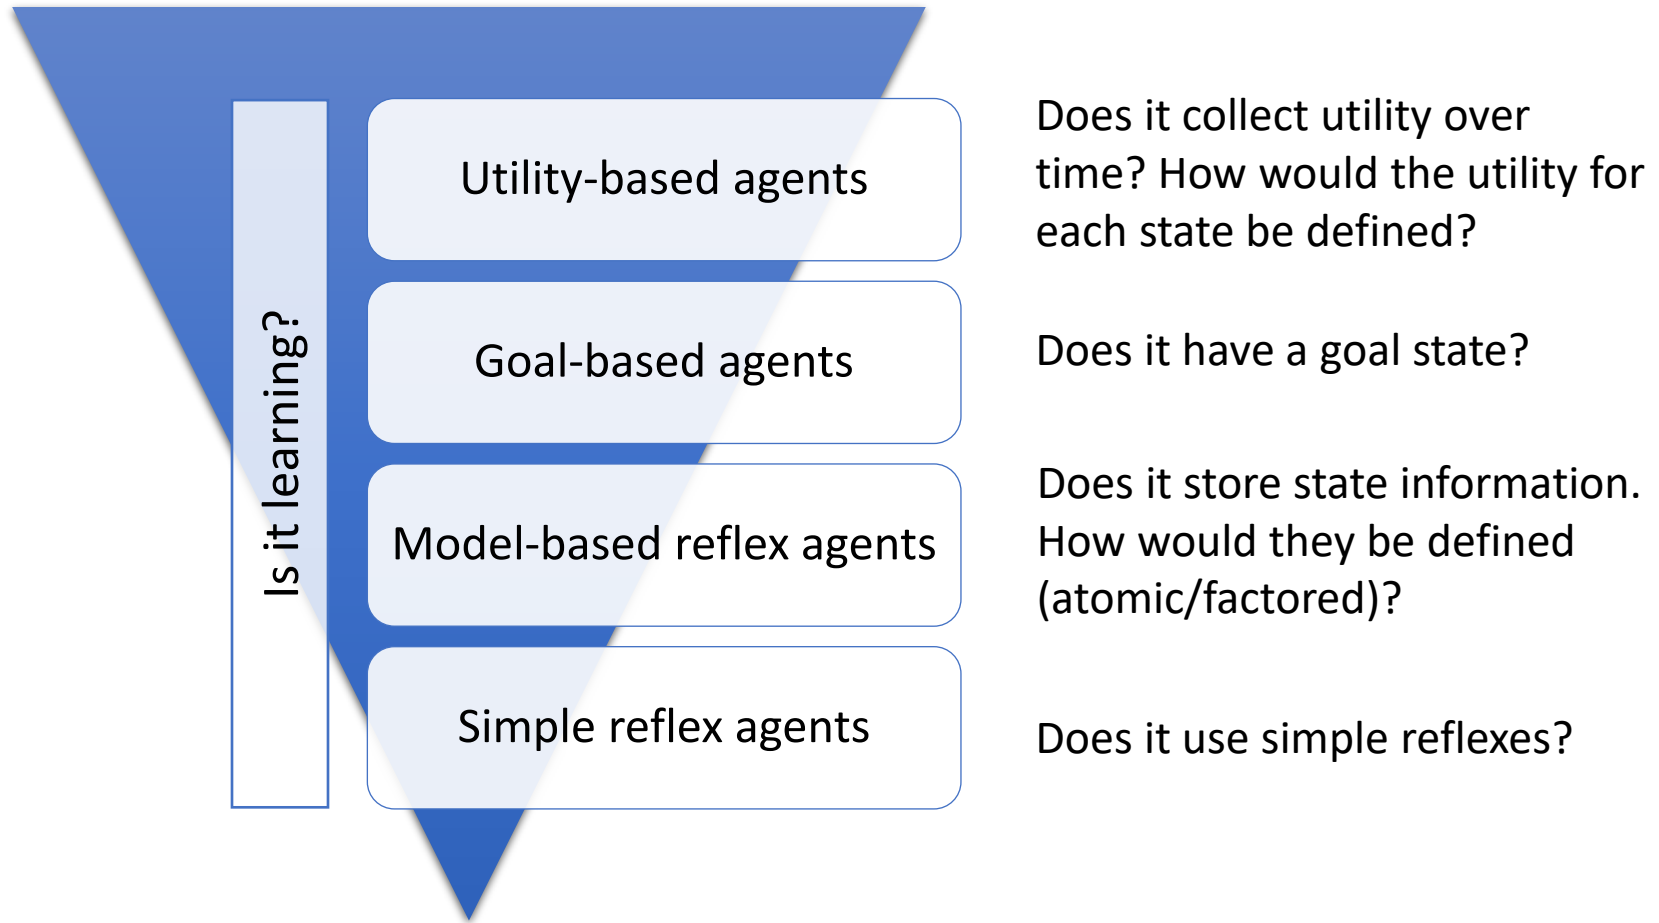 Is it learning?
Utility-based agents
Does it collect utility over
time? How would the utility for
each state be defined?
Goal-based agents
Does it have a goal state?
Model-based reflex agents
Does it store state information.
How would they be defined
(atomic/factored)?
Simple reflex agents
Does it use simple reflexes?